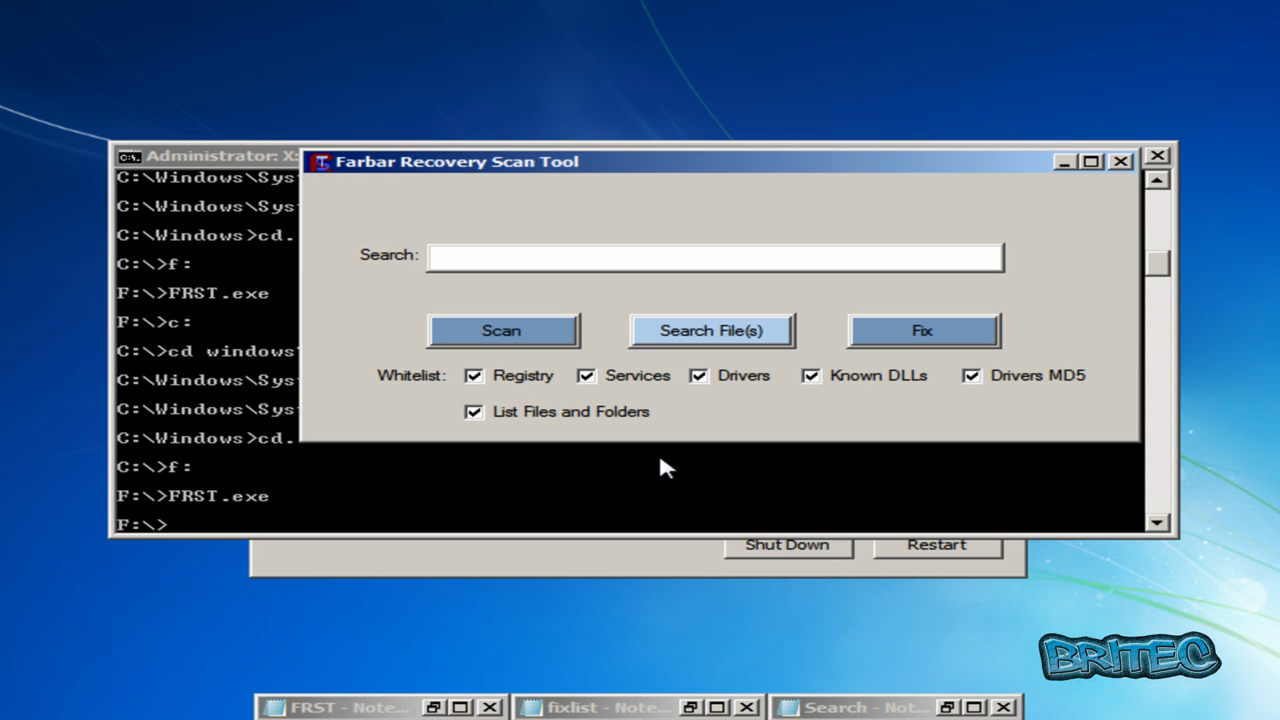 Administrator: X:
Farbar Recovery Scan Tool
C:\Windows\Sys
C:\Windows\Sys
C:\Windows>cd.
C:\>f:
F:\>FRST.exe
F:\>c:
C:\>cd windows
C:\Windows\Sys
C:\Windows\Sys
C:\Windows>cd.
C:\>f:
F:\>FRST.exe
F:\>
Search:
Scan Search File(s) Fix
Whitelist: Registry Services Drivers Known DLLs Drivers MD5
List Files and Folders
Shut Down Restart
BRITEC
FRST - Note... fixlist - Note... Search - Not...